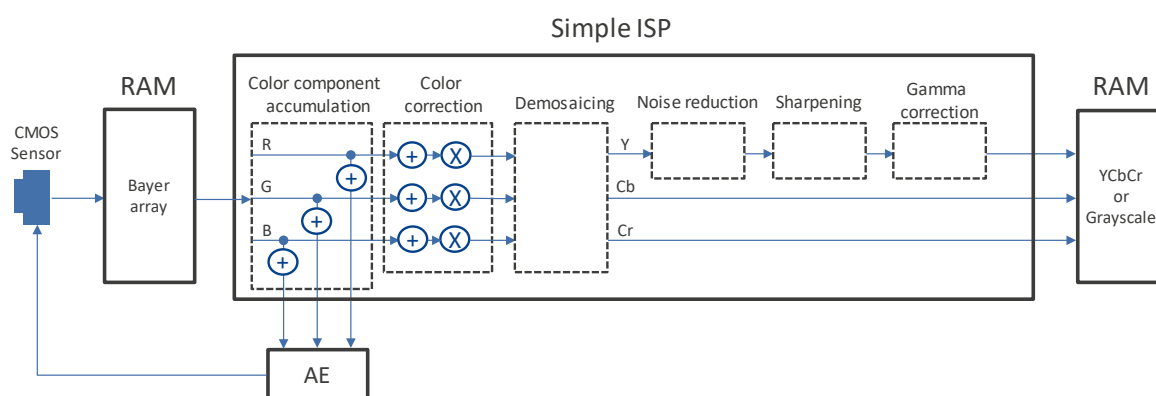 Simple ISP
RAM
Color component
accumulation
Color
correction
Demosaicing
Noise reduction
Sharpening
Gamma
correction
RAM
CMOS
Sensor
Bayer
array
R
G
B
+
+
+
+ X
+ X
+ X
Y
Cb
Cr
YCbCr
or
Grayscale
AE